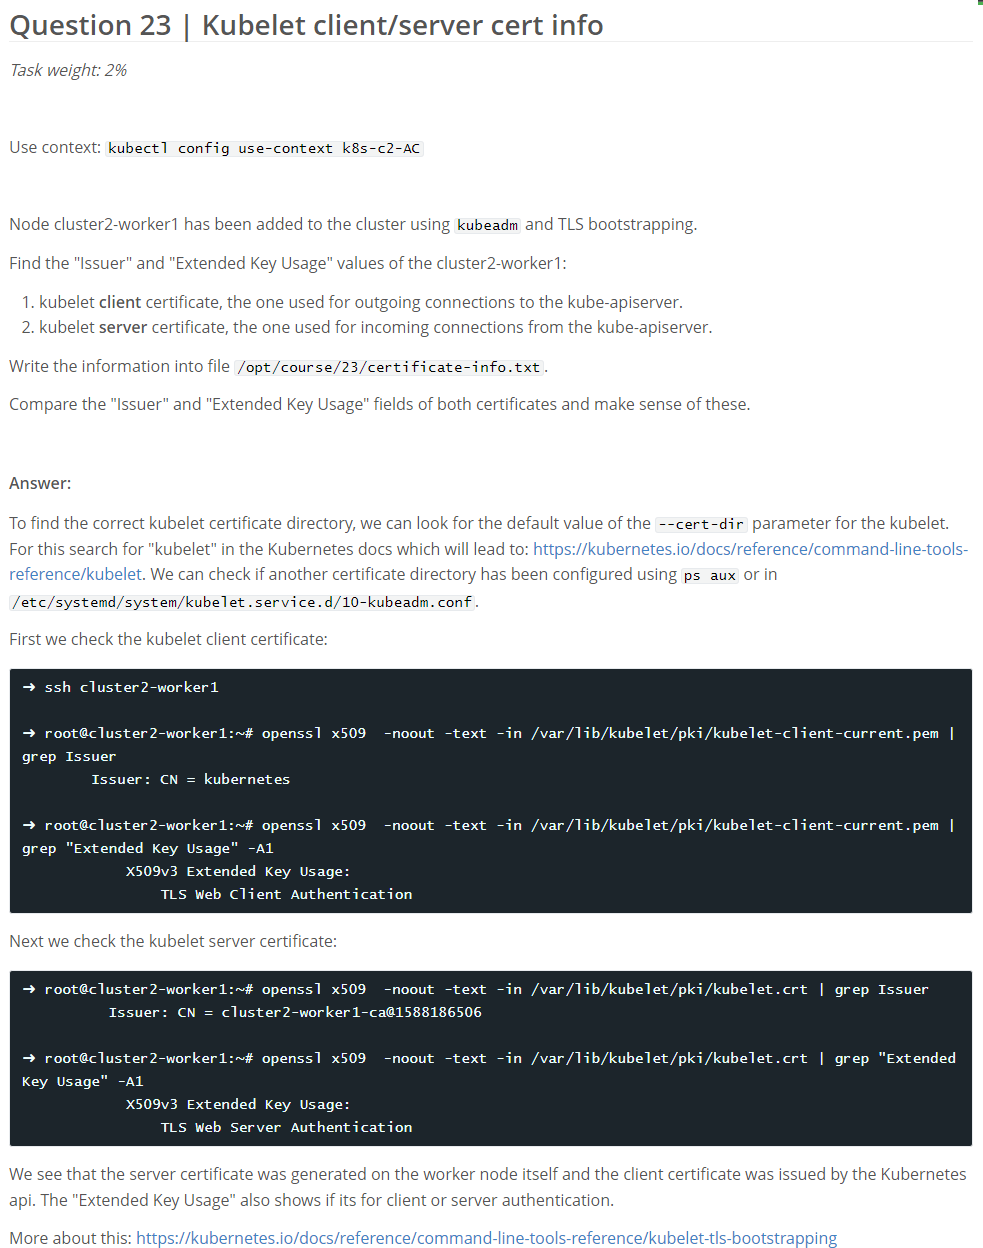 Question 23 | Kubelet client/server cert info
Task weight: 2%
Use context: kubectl config use-context k8s-c2-AC
Node cluster2-worker1 has been added to the cluster using kubeadm and TLS bootstrapping.
Find the "Issuer" and "Extended Key Usage" values of the cluster2-worker1:
1. kubelet client certificate, the one used for outgoing connections to the kube-apiserver.
2. kubelet server certificate, the one used for incoming connections from the kube-apiserver.
Write the information into file /opt/course/23/certificate-info.txt.
Compare the "Issuer" and "Extended Key Usage" fields of both certificates and make sense of these.
Answer:
To find the correct kubelet certificate directory, we can look for the default value of the --cert-dir parameter for the kubelet.
For this search for "kubelet" in the Kubernetes docs which will lead to: https://kubernetes.io/docs/reference/command-line-tools-
reference/kubelet. We can check if another certificate directory has been configured using ps aux or in
/etc/systemd/system/kubelet.service.d/10-kubeadm.conf.
First we check the kubelet client certificate:
➜ ssh cluster2-worker1
➜ root@cluster2-worker1:~# openssl x509  -noout -text -in /var/lib/kubelet/pki/kubelet-client-current.pem |
grep Issuer
        Issuer: CN = kubernetes
➜ root@cluster2-worker1:~# openssl x509  -noout -text -in /var/lib/kubelet/pki/kubelet-client-current.pem |
grep "Extended Key Usage" -A1
            X509v3 Extended Key Usage:
                TLS Web Client Authentication
Next we check the kubelet server certificate:
➜ root@cluster2-worker1:~# openssl x509  -noout -text -in /var/lib/kubelet/pki/kubelet.crt | grep Issuer
          Issuer: CN = cluster2-worker1-ca@1588186506
➜ root@cluster2-worker1:~# openssl x509  -noout -text -in /var/lib/kubelet/pki/kubelet.crt | grep "Extended
Key Usage" -A1
            X509v3 Extended Key Usage:
                TLS Web Server Authentication
We see that the server certificate was generated on the worker node itself and the client certificate was issued by the Kubernetes
api. The "Extended Key Usage" also shows if its for client or server authentication.
More about this: https://kubernetes.io/docs/reference/command-line-tools-reference/kubelet-tls-bootstrapping